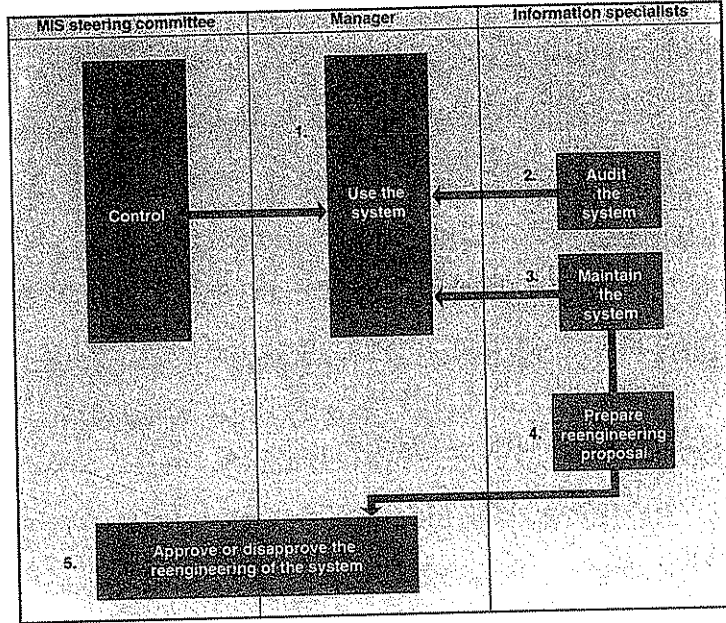 MIS steering committee
Manager
Information specialists
Control
1.
Use the
system
2.
Audit
the
system
3.
Maintain
the
system
4.
Prepare
reengineering
proposal
5.
Approve or disapprove the
reengineering of the system